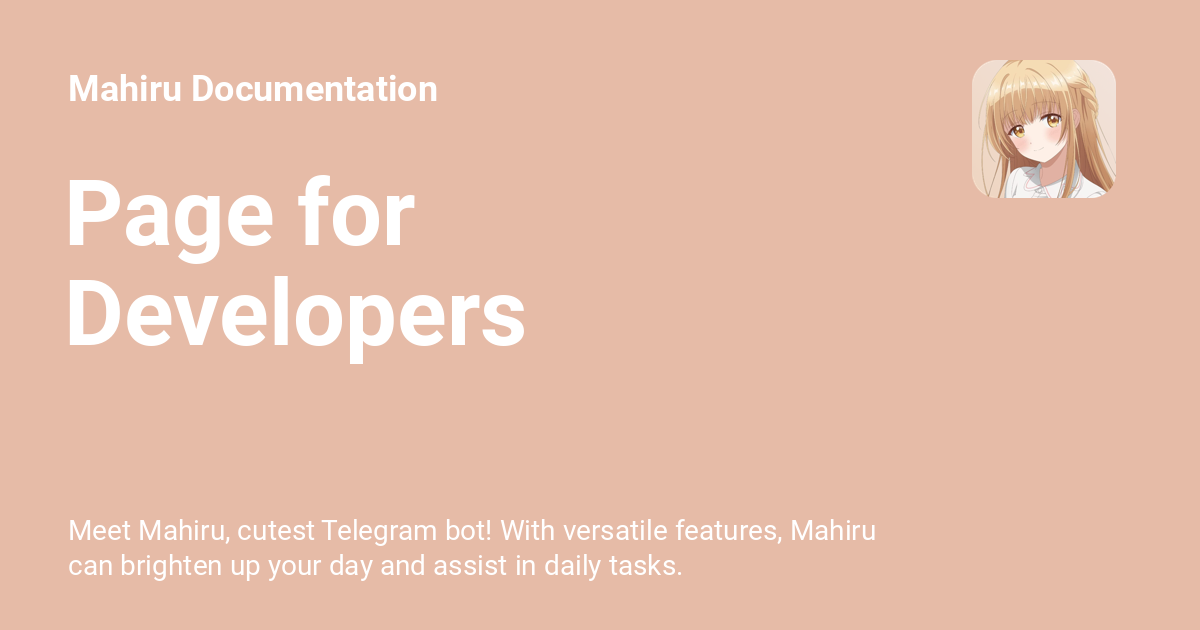 Mahiru Documentation
Page for
Developers
Meet Mahiru, cutest Telegram bot! With versatile features, Mahiru
can brighten up your day and assist in daily tasks.